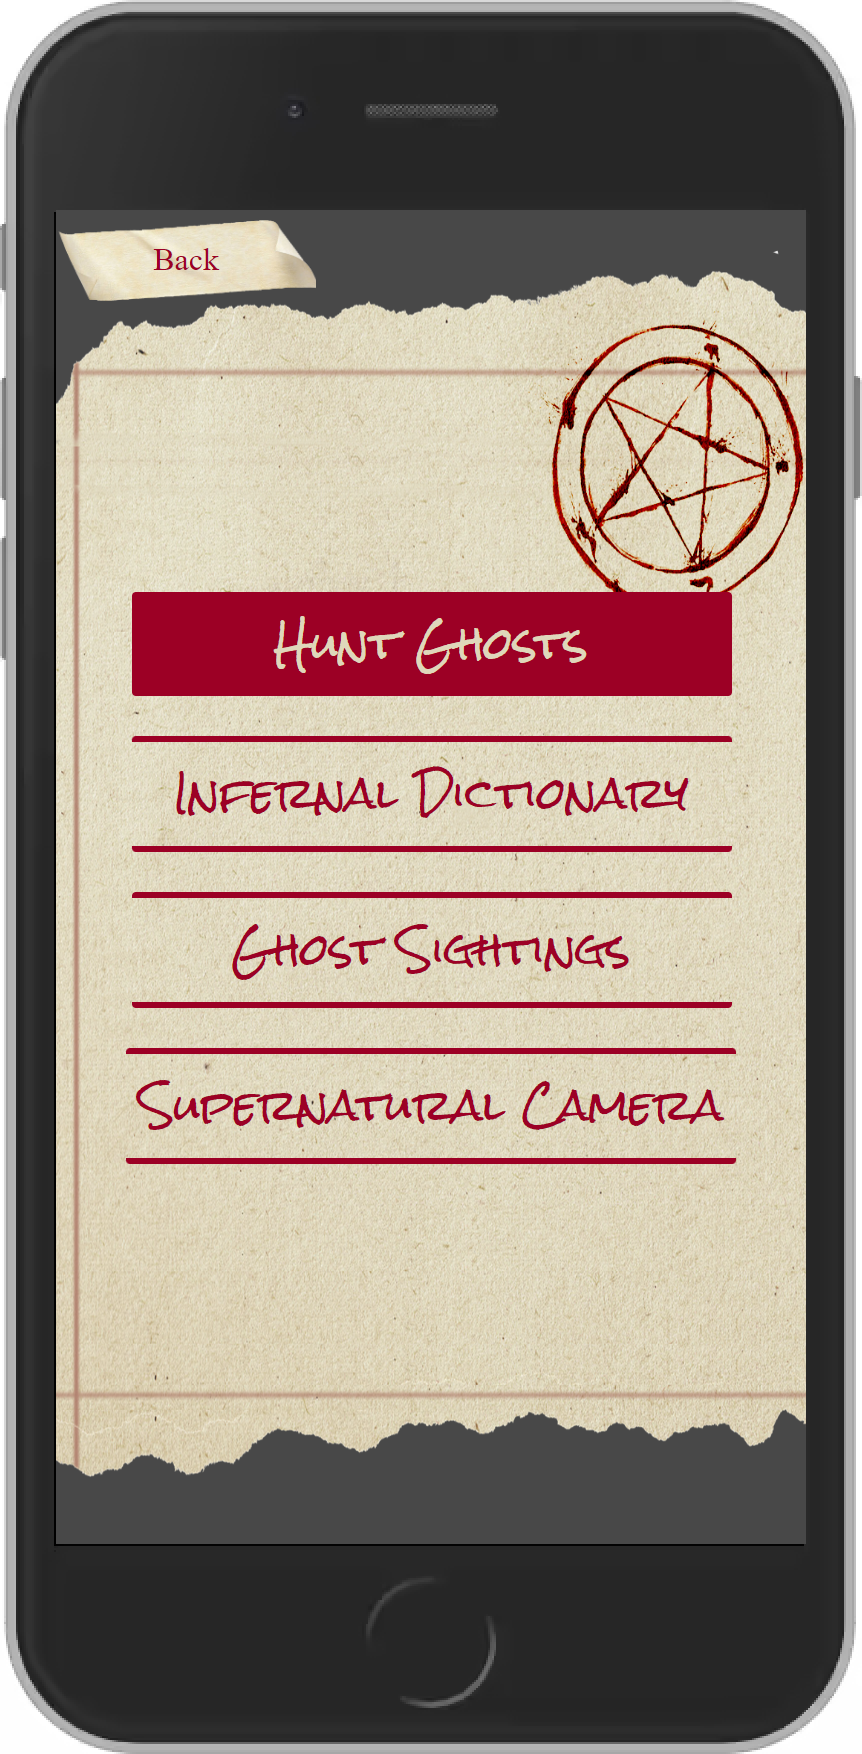 Back
Hunt Ghosts
Infernal Dictionary
Ghost Sightings
Supernatural Camera